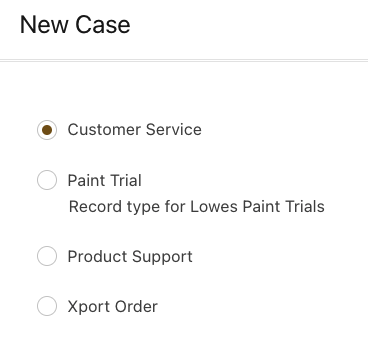 New Case
Customer Service
Paint Trial
Record type for Lowes Paint Trials
Product Support
Xport Order